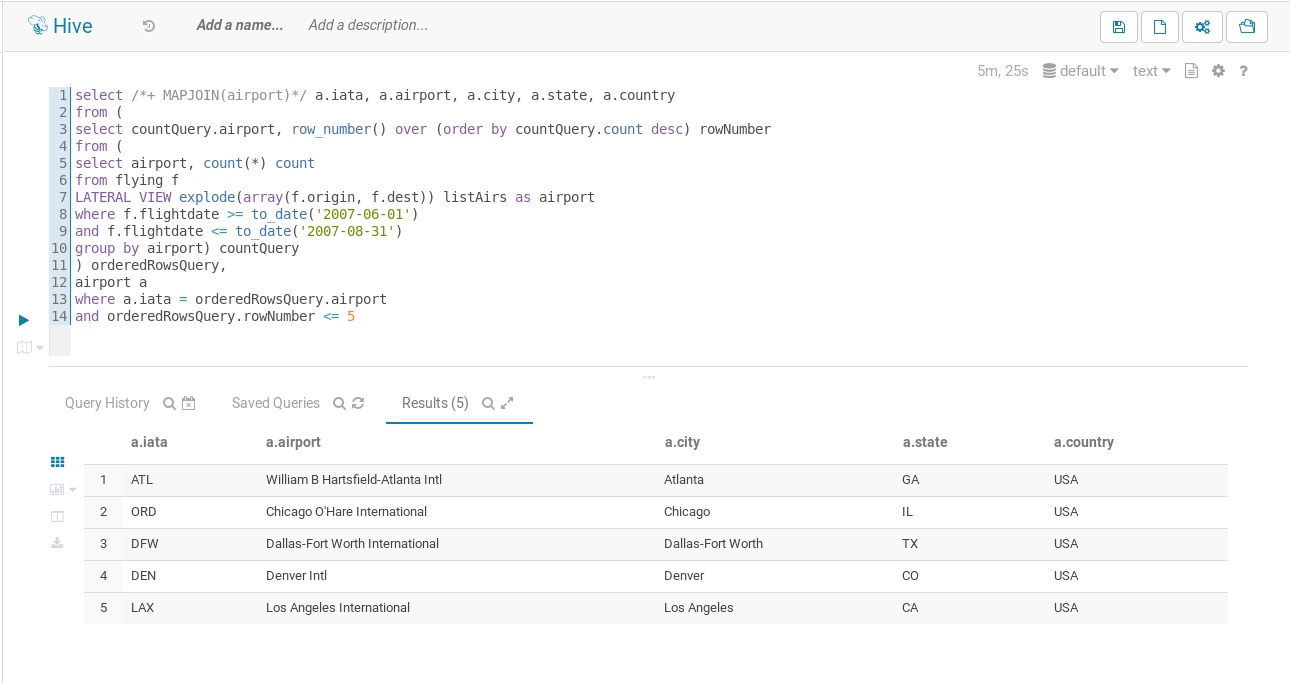 Hive Add a name... Add a description...
5m, 25s default text ?
1 select /*+ MAPJOIN(airport)*/ a.iata, a.airport, a.city, a.state, a.country
2 from (
3 select countQuery.airport, row_number() over (order by countQuery.count desc) rowNumber
4 from (
5 select airport, count(*) count
6 from flying f
7 LATERAL VIEW explode(array(f.origin, f.dest)) listAirs as airport
8 where f.flightdate >= to_date('2007-06-01')
9 and f.flightdate <= to_date('2007-08-31')
10 group by airport) countQuery
11 ) orderedRowsQuery,
12 airport a
13 where a.iata = orderedRowsQuery.airport
14 and orderedRowsQuery.rowNumber <= 5
Query History Saved Queries Results (5)
a.iata a.airport a.city a.state a.country
1 ATL William B Hartsfield-Atlanta Intl Atlanta GA USA
2 ORD Chicago O'Hare International Chicago IL USA
3 DFW Dallas-Fort Worth International Dallas-Fort Worth TX USA
4 DEN Denver Intl Denver CO USA
5 LAX Los Angeles International Los Angeles CA USA